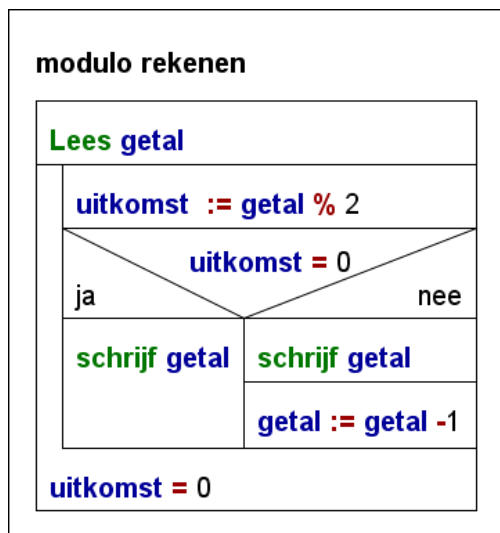 modulo rekenen
Lees getal
uitkomst := getal % 2
uitkomst = 0
ja nee
schrijf getal schrijf getal
getal := getal -1
uitkomst = 0